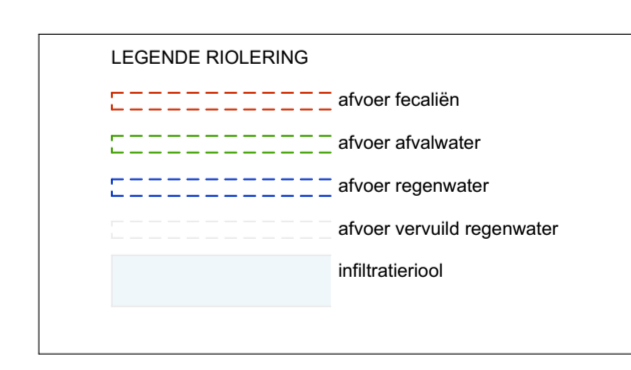 LEGENDE RIOLERING
afvoer fecaliën
afvoer afvalwater
afvoer regenwater
afvoer vervuild regenwater
infiltratieriool